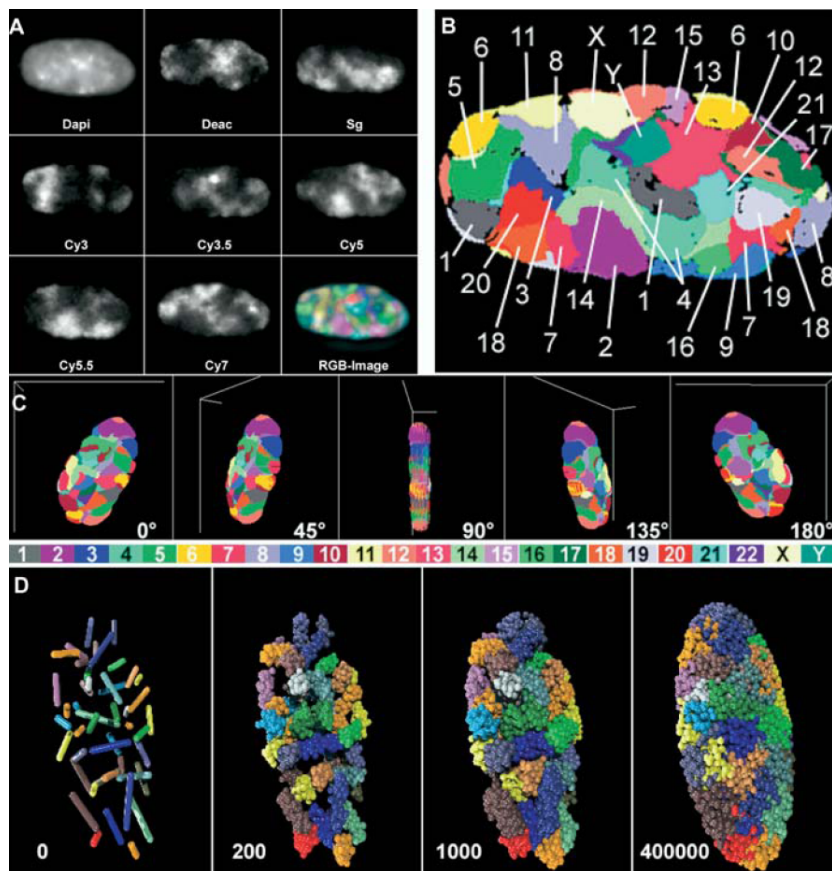 A
Dapi
Deac
Sg
Cy3
Cy3.5
Cy5
Cy5.5
Cy7
RGB-Image
B
6 11 8 X Y 12 15 13 6 10 12 21 17
5
1 20 18 3 7 14 2 1 4 16 9 7 19 18 8
C
0° 45° 90° 135° 180°
1 2 3 4 5 6 7 8 9 10 11 12 13 14 15 16 17 18 19 20 21 22 X Y
D
0 200 1000 400000